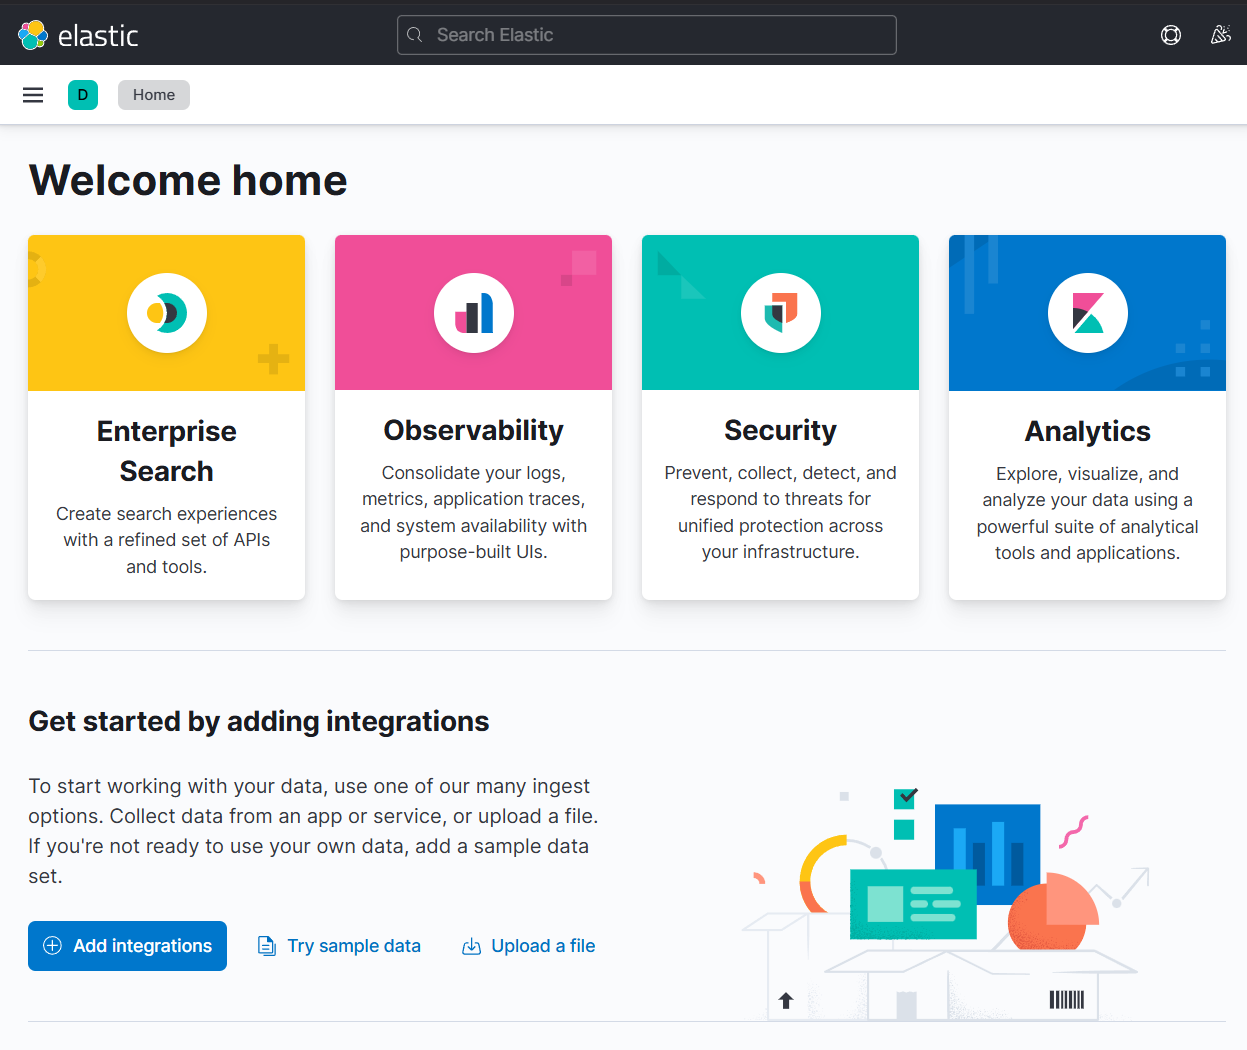 elastic
Search Elastic
D
Home
Welcome home
Enterprise
Search
Create search experiences
with a refined set of APIs
and tools.
Observability
Consolidate your logs,
metrics, application traces,
and system availability with
purpose-built UIs.
Security
Prevent, collect, detect, and
respond to threats for
unified protection across
your infrastructure.
Analytics
Explore, visualize, and
analyze your data using a
powerful suite of analytical
tools and applications.
Get started by adding integrations
To start working with your data, use one of our many ingest
options. Collect data from an app or service, or upload a file.
If you're not ready to use your own data, add a sample data
set.
Add integrations
Try sample data
Upload a file